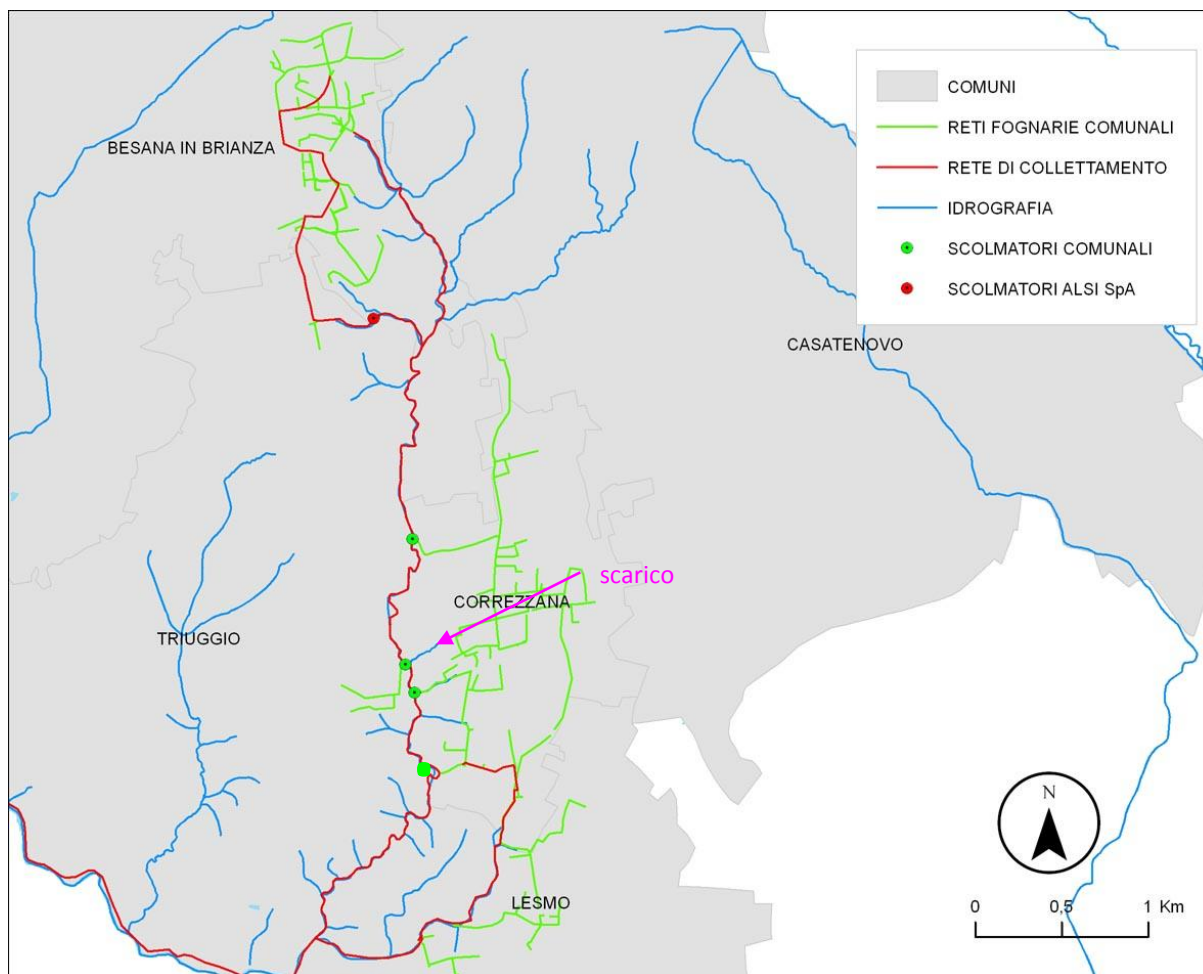 COMUNI
RETI FOGNARIE COMUNALI
RETE DI COLLETTAMENTO
IDROGRAFIA
SCOLMATORI COMUNALI
SCOLMATORI ALSI SpA
BESANA IN BRIANZA
CASATENOVO
scarico
CORREZZANA
TRIUGGIO
LESMO
N
0 0,5 1 Km